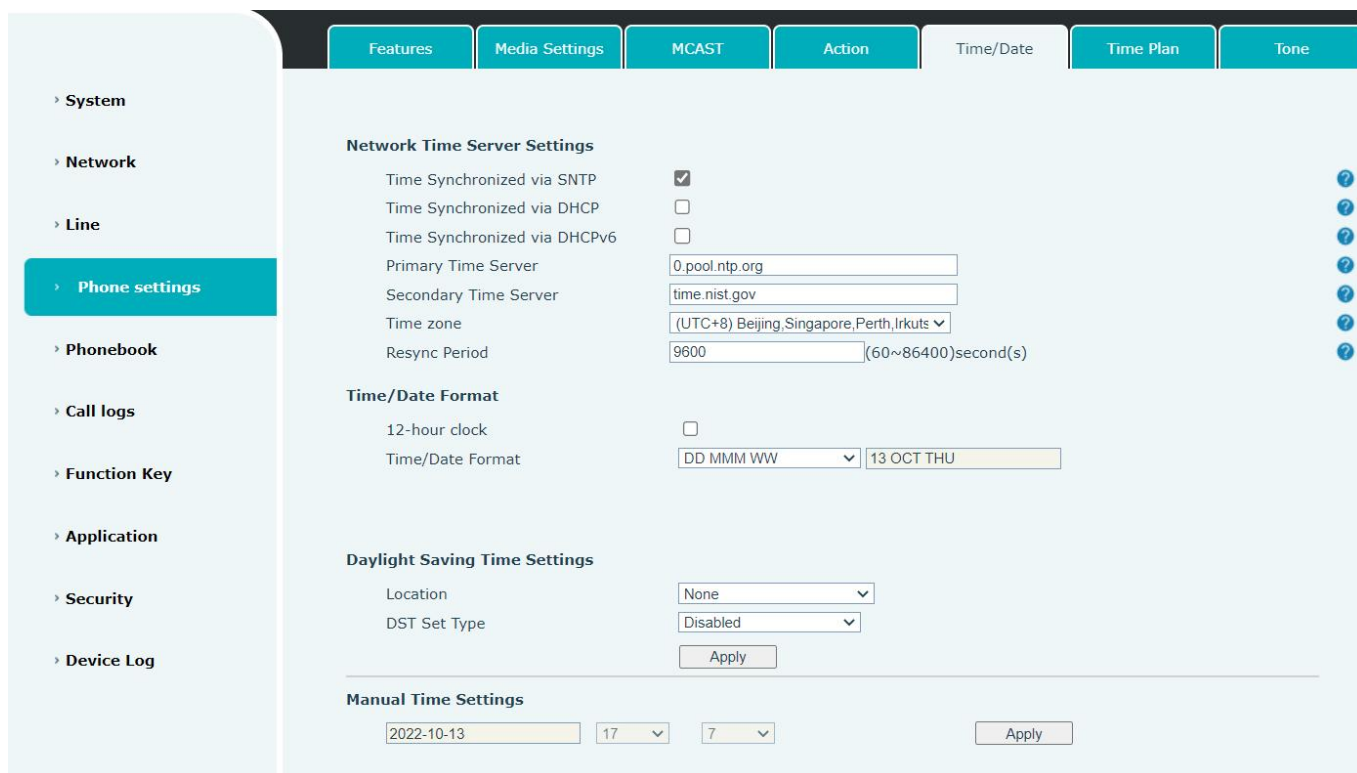 Features Media Settings MCAST Action Time/Date Time Plan Tone
System
Network
Line
Phone settings
Phonebook
Call logs
Function Key
Application
Security
Device Log
Network Time Server Settings
Time Synchronized via SNTP
Time Synchronized via DHCP
Time Synchronized via DHCPv6
Primary Time Server 0.pool.ntp.org
Secondary Time Server time.nist.gov
Time zone (UTC+8) Beijing,Singapore,Perth,Irkuts
Resync Period 9600 (60~86400)second(s)
Time/Date Format
12-hour clock
Time/Date Format DD MMM WW 13 OCT THU
Daylight Saving Time Settings
Location None
DST Set Type Disabled
Apply
Manual Time Settings
2022-10-13 17 7 Apply